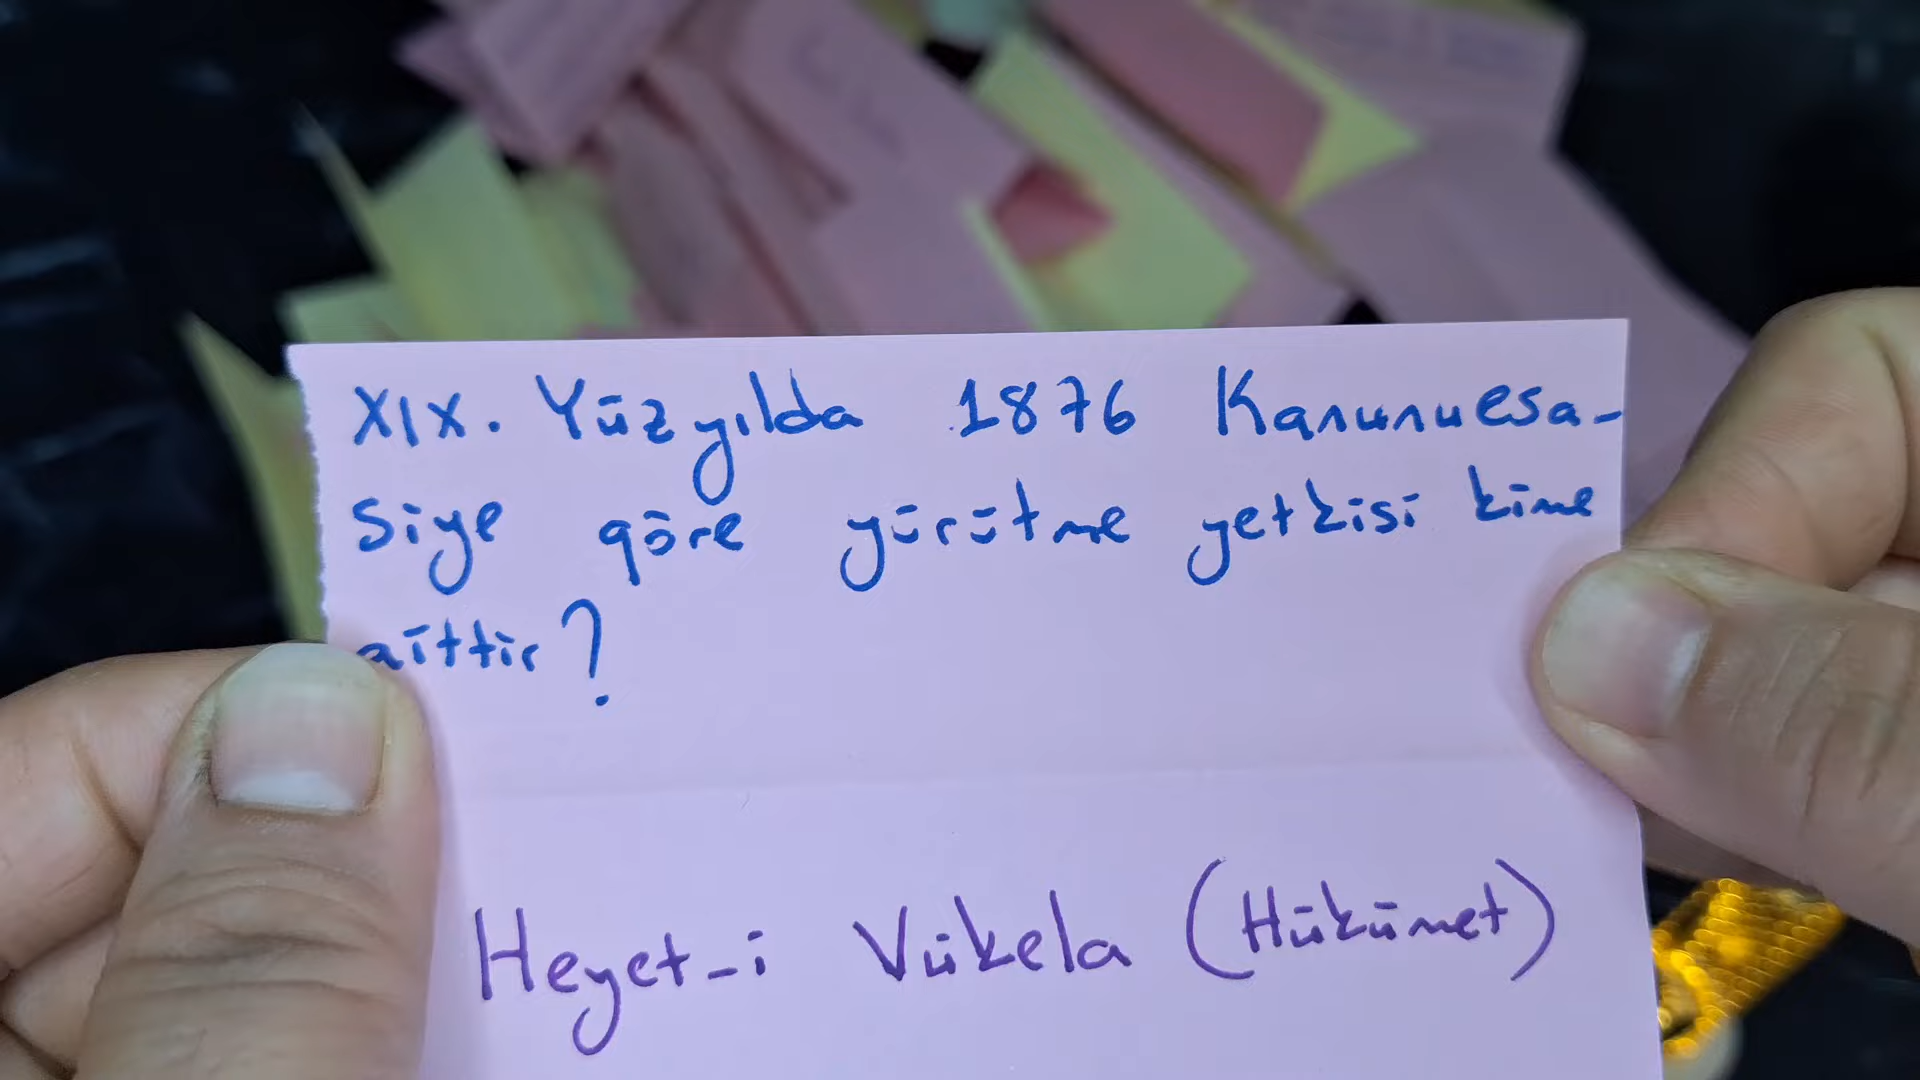 XIX. Yüzyılda 1876 Kanunuesa-
siye göre yürütme yetkisi kime
aittir?
Heyet-i Vükela (Hükümet)